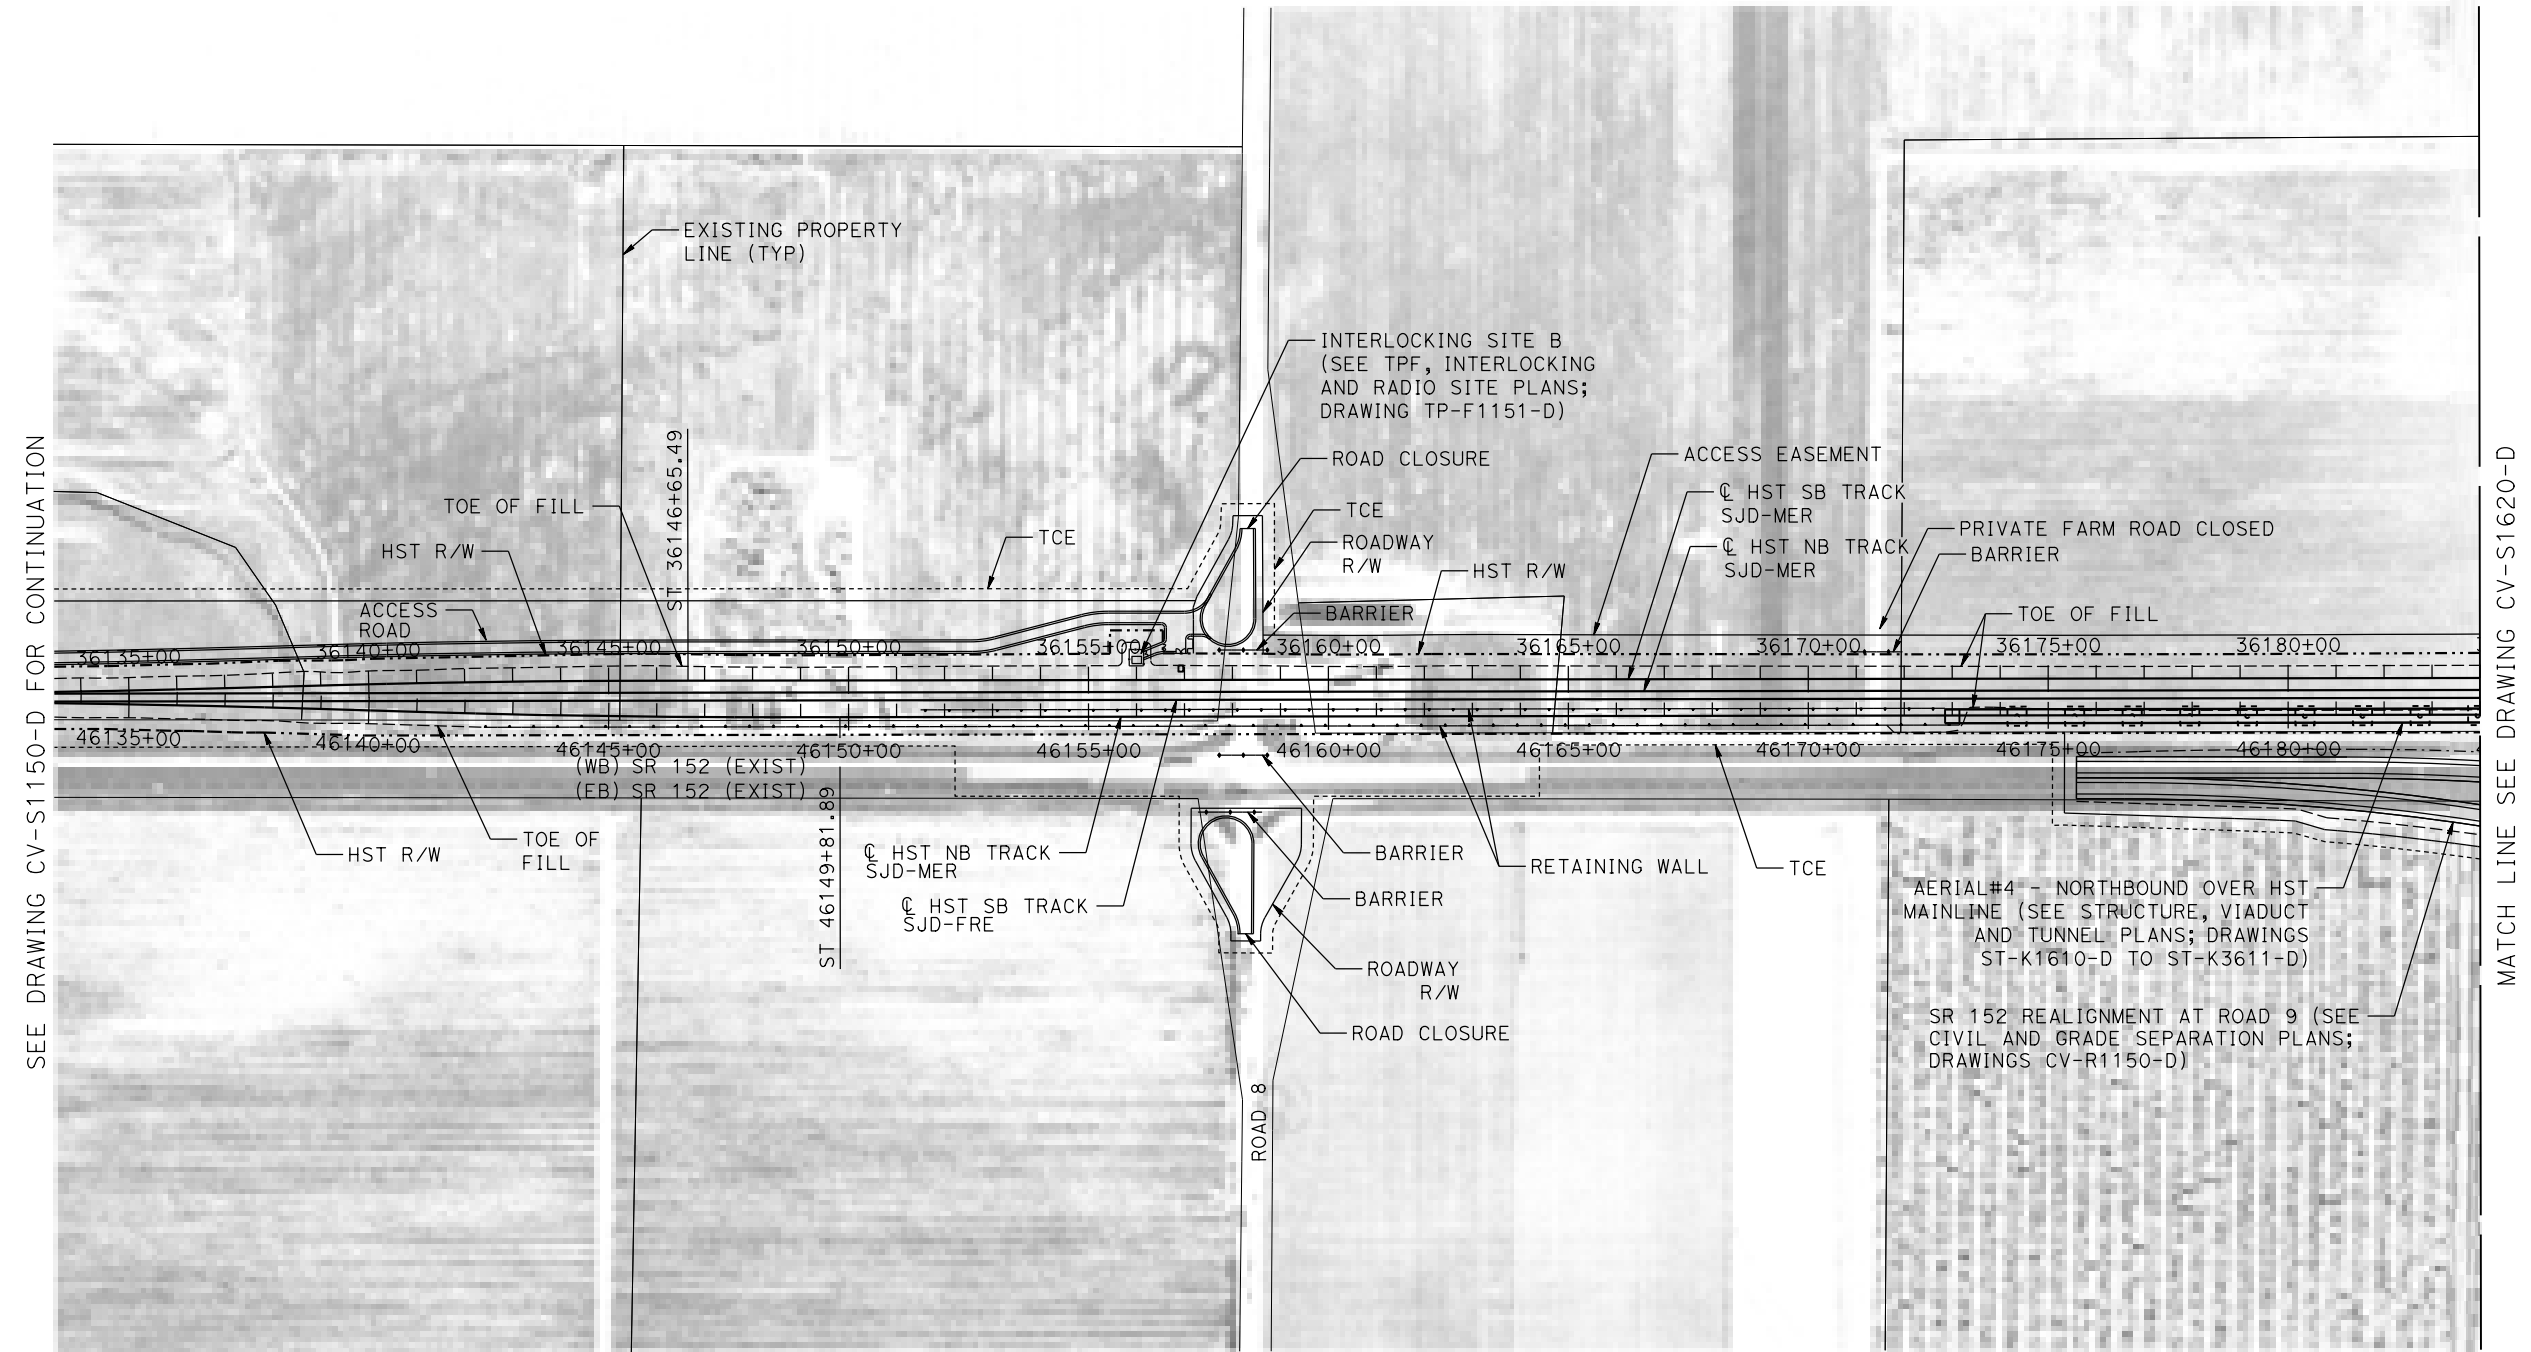 EXISTING PROPERTY
LINE (TYP)
INTERLOCKING SITE B
(SEE TPF, INTERLOCKING
AND RADIO SITE PLANS;
DRAWING TP-F1151-D)
ROAD CLOSURE
ACCESS EASEMENT
℄ HST SB TRACK
SJD-MER
℄ HST NB TRACK
SJD-MER
PRIVATE FARM ROAD CLOSED
BARRIER
TOE OF FILL
SEE DRAWING CV-S1150-D FOR CONTINUATION
MATCH LINE SEE DRAWING CV-S1620-D
TOE OF FILL
ST 36146+65.49
HST R/W
TCE
TCE
ROADWAY
R/W
HST R/W
ACCESS
ROAD
BARRIER
36135+00
36140+00
36145+00
36150+00
36155+00
36160+00
36165+00
36170+00
36175+00
36180+00
46135+00
46140+00
46145+00
46150+00
46155+00
46160+00
46165+00
46170+00
46175+00
46180+00
(WB) SR 152 (EXIST)
(EB) SR 152 (EXIST)
ST 46149+81.89
TOE OF
FILL
HST R/W
℄ HST NB TRACK
SJD-MER
℄ HST SB TRACK
SJD-FRE
BARRIER
BARRIER
RETAINING WALL
TCE
ROADWAY
R/W
ROAD CLOSURE
ROAD 8
AERIAL#4 - NORTHBOUND OVER HST
MAINLINE (SEE STRUCTURE, VIADUCT
AND TUNNEL PLANS; DRAWINGS
ST-K1610-D TO ST-K3611-D)
SR 152 REALIGNMENT AT ROAD 9 (SEE
CIVIL AND GRADE SEPARATION PLANS;
DRAWINGS CV-R1150-D)